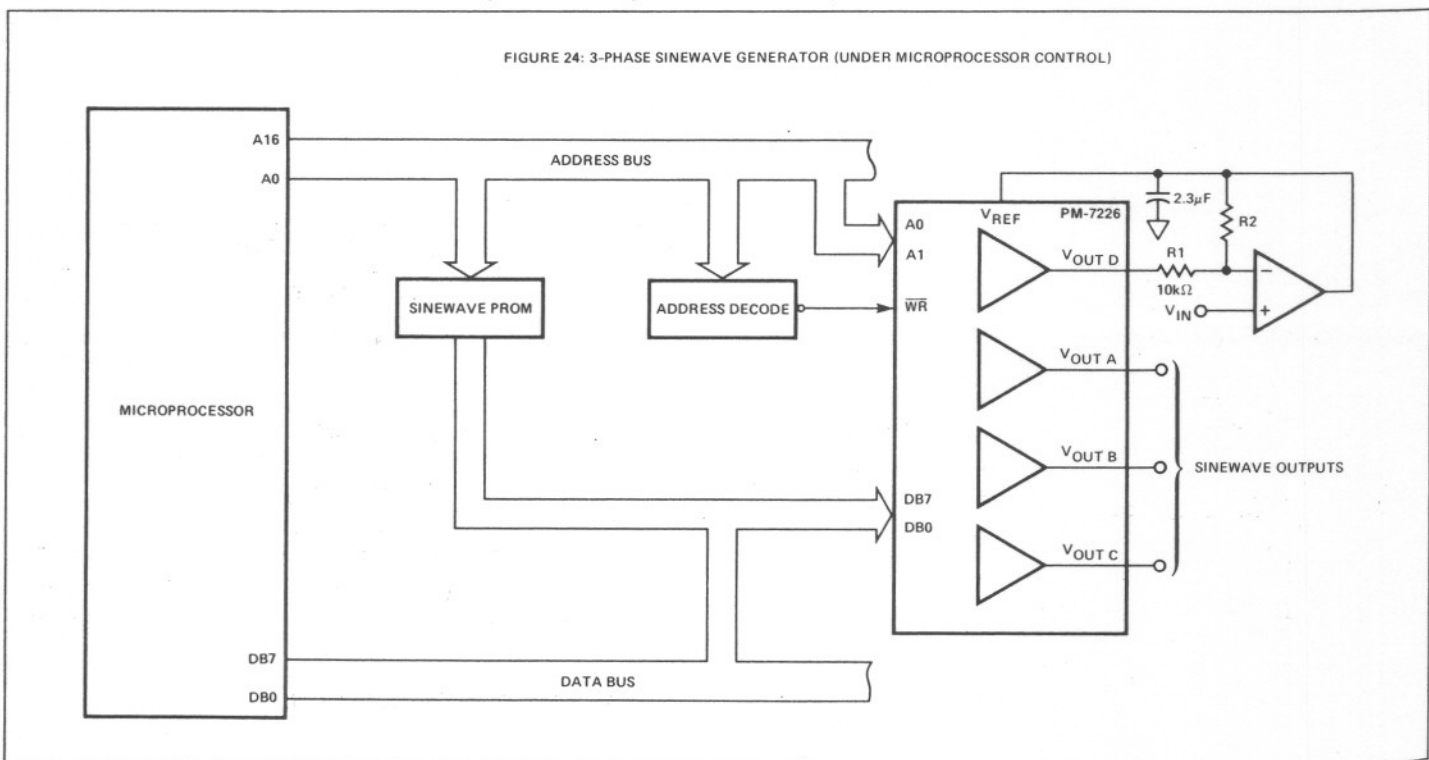 FIGURE 24: 3-PHASE SINEWAVE GENERATOR (UNDER MICROPROCESSOR CONTROL)
A16
ADDRESS BUS
A0
2.3μF
VREF
PM-7226
R2
A0
A1
VOUT D
R1
10kΩ
−
VIN
+
SINEWAVE PROM
ADDRESS DECODE
WR
VOUT A
MICROPROCESSOR
VOUT B
SINEWAVE OUTPUTS
DB7
DB0
VOUT C
DB7
DATA BUS
DB0